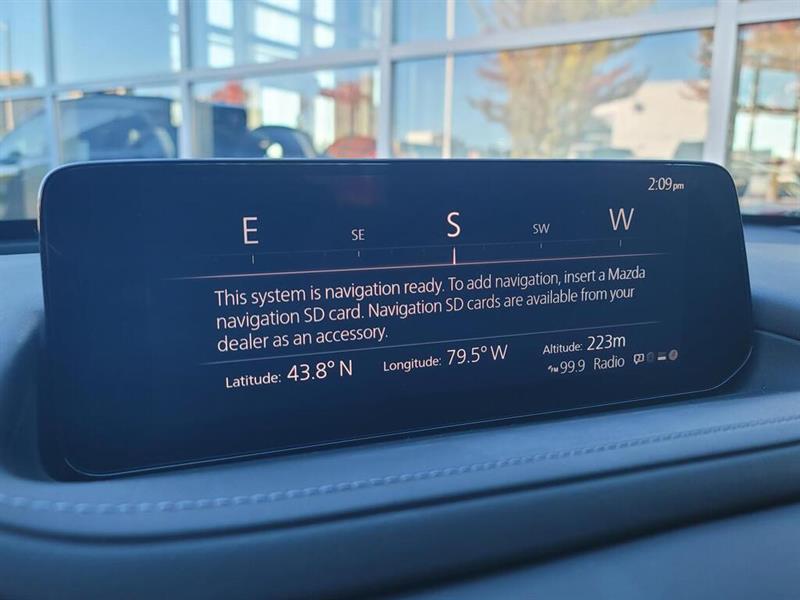 2:09pm
E SE S SW W
This system is navigation ready. To add navigation, insert a Mazda
navigation SD card. Navigation SD cards are available from your
dealer as an accessory.
Latitude: 43.8° N Longitude: 79.5° W Altitude: 223m
FM 99.9 Radio